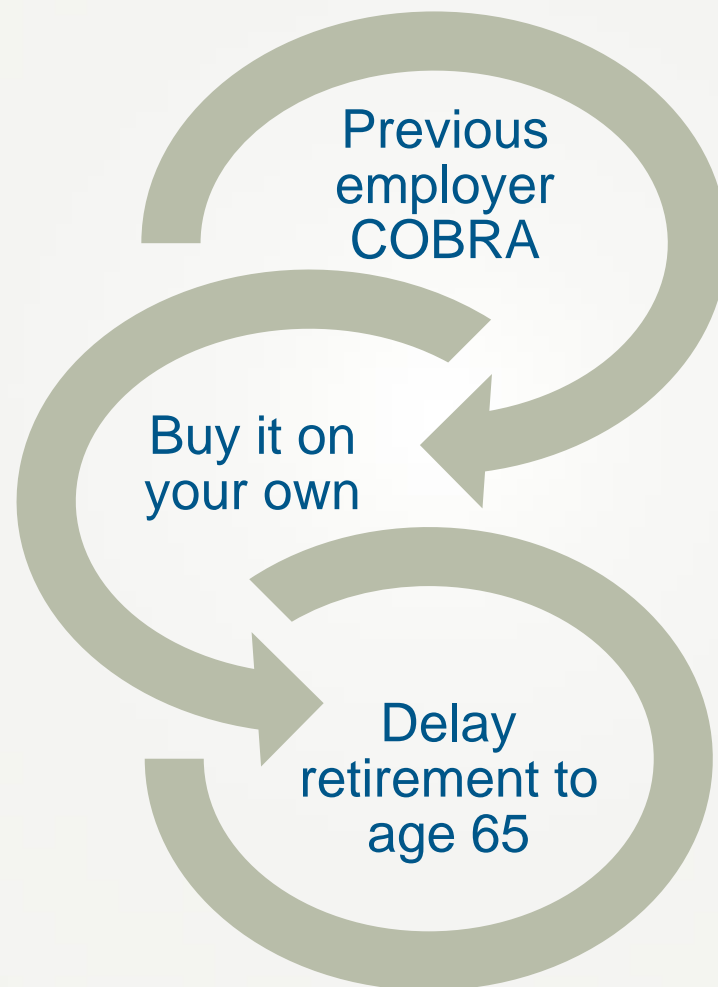 Previous
employer
COBRA
Buy it on
your own
Delay
retirement to
age 65